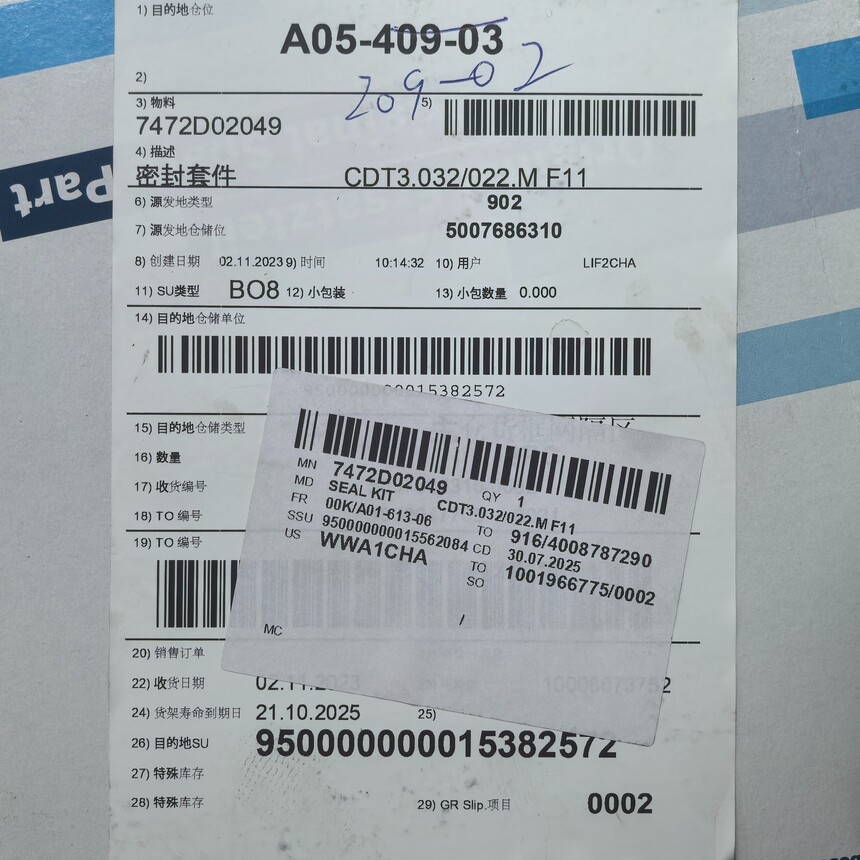 1) 目的地仓位
A05-409-03
209-02
2)
3) 物料
5)
7472D02049
4) 描述
密封套件 CDT3.032/022.M F11
6) 源发地类型 902
7) 源发地仓储位 5007686310
8) 创建日期 02.11.2023 9) 时间 10:14:32 10) 用户 LIF2CHA
11) SU类型 BO8 12) 小包装 13) 小包数量 0.000
14) 目的地仓储单位
950000000015382572
15) 目的地仓储类型
16) 数量
17) 收货编号
18) TO 编号
19) TO 编号
MN 7472D02049 QY 1
MD SEAL KIT CDT3.032/022.M F11
FR 00K/A01-613-06 TO 916/4008787290
SSU 950000000015562084 CD 30.07.2025
US WWA1CHA TO 1001966775/0002
SO
MC /
20) 销售订单
22) 收货日期 02.11.2023
24) 货架寿命到期日 21.10.2025 25)
26) 目的地SU 950000000015382572
27) 特殊库存
28) 特殊库存 29) GR Slip.项目 0002
Part